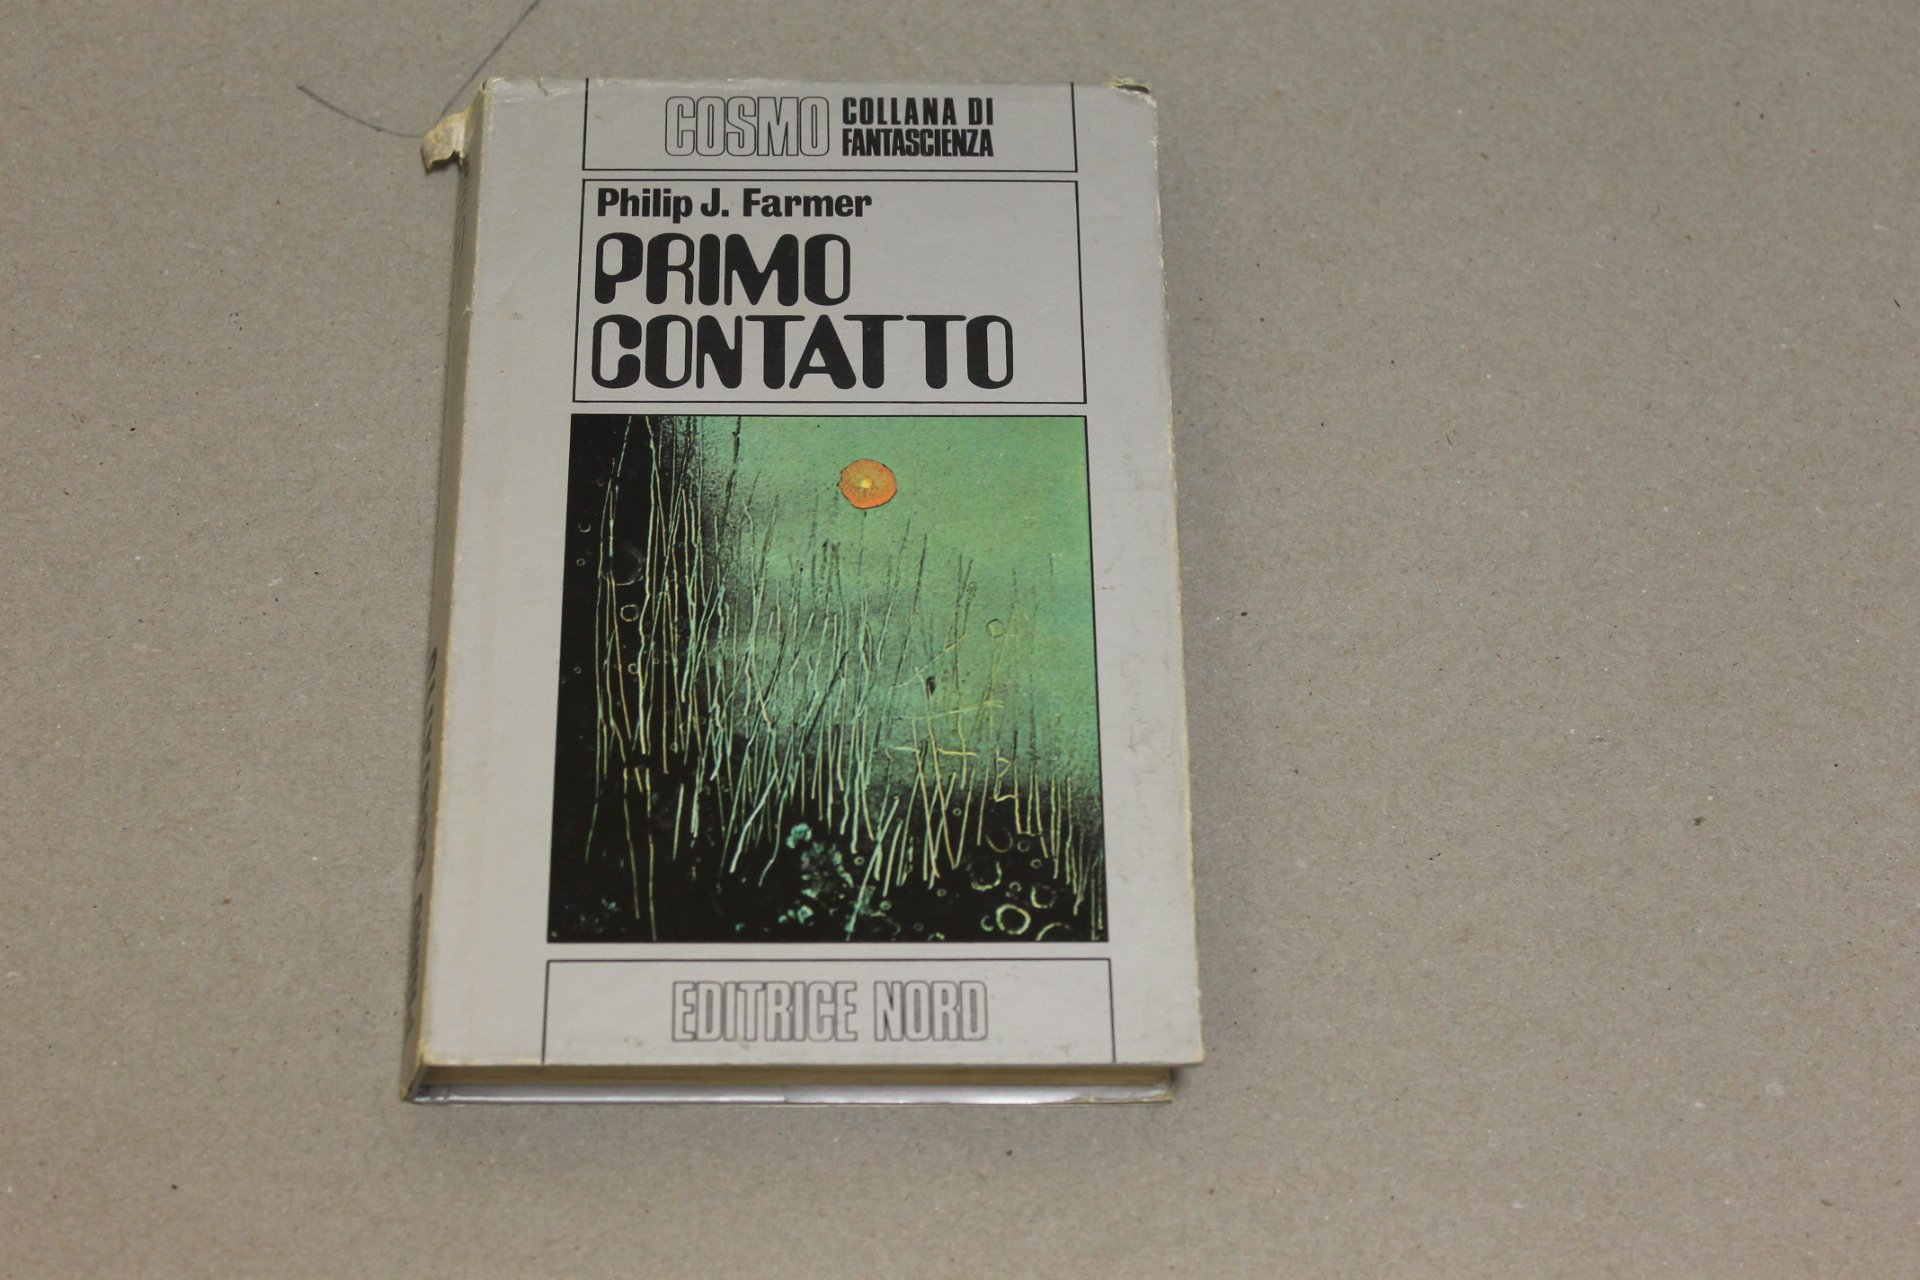 COSMO COLLANA DI
FANTASCIENZA
Philip J. Farmer
PRIMO
CONTATTO
EDITRICE NORD